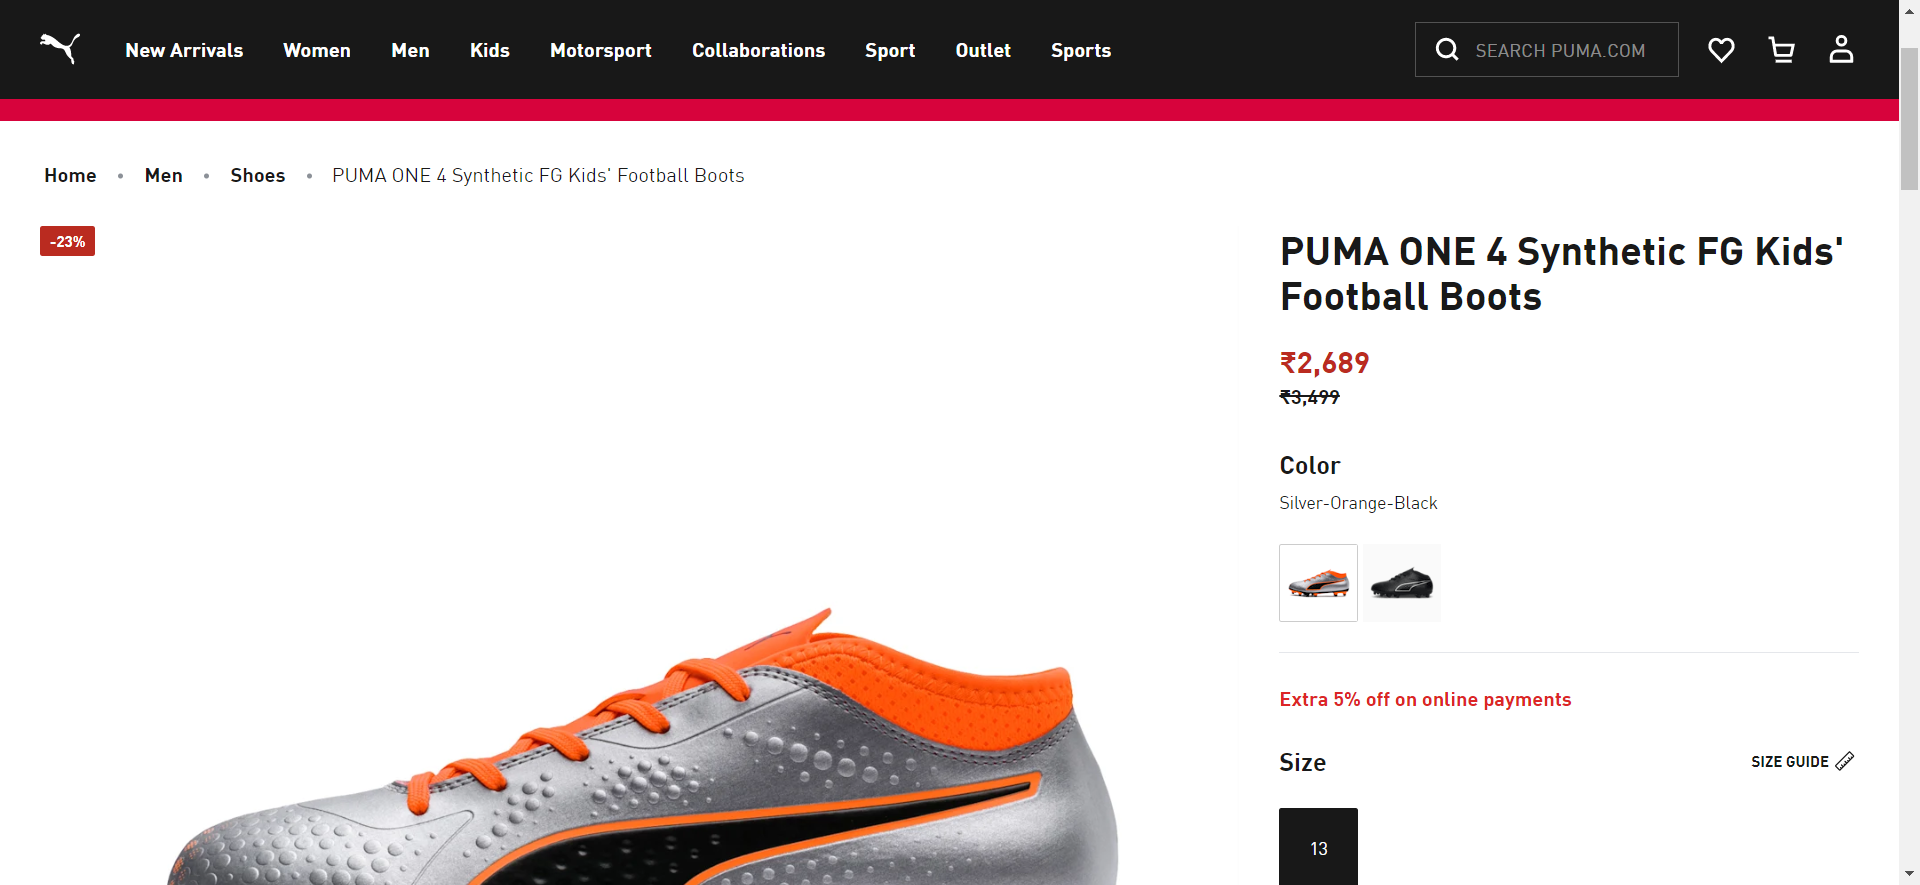 New Arrivals Women Men Kids Motorsport Collaborations Sport Outlet Sports SEARCH PUMA.COM
Home • Men • Shoes • PUMA ONE 4 Synthetic FG Kids' Football Boots
-23%
PUMA ONE 4 Synthetic FG Kids'
Football Boots
₹2,689
₹3,499
Color
Silver-Orange-Black
Extra 5% off on online payments
Size SIZE GUIDE
13